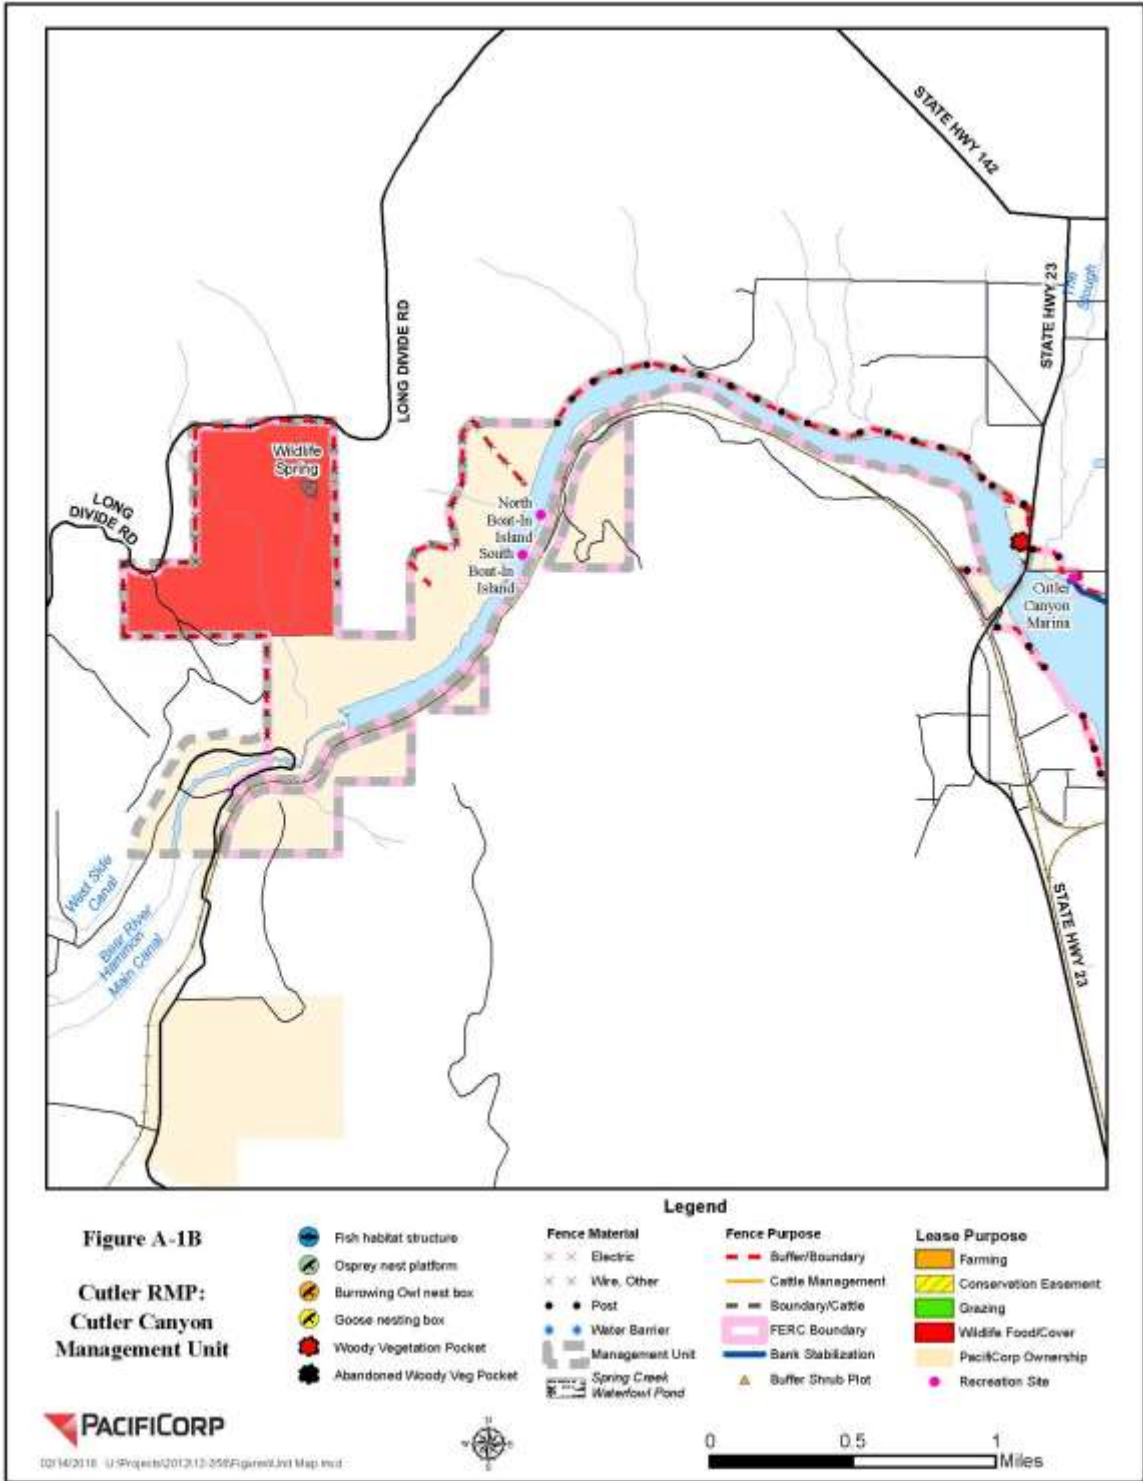 STATE HWY 142
STATE HWY 23
The
Slough
LONG DIVIDE RD
Wildlife
Spring
LONG
DIVIDE RD
North
Boat-In
Island
South
Boat-In
Island
Cutler
Canyon
Marina
West Side
Canal
Bear River
Hammon
Main Canal
STATE HWY 23
Legend
Figure A-1B
Cutler RMP:
Cutler Canyon
Management Unit
Fish habitat structure
Osprey nest platform
Burrowing Owl nest box
Goose nesting box
Woody Vegetation Pocket
Abandoned Woody Veg Pocket
Fence Material
Electric
Wire, Other
Post
Water Barrier
Management Unit
Spring Creek
Waterfowl Pond
Fence Purpose
Buffer/Boundary
Cattle Management
Boundary/Cattle
FERC Boundary
Bank Stabilization
Buffer Shrub Plot
Lease Purpose
Farming
Conservation Easement
Grazing
Wildlife Food/Cover
PacifiCorp Ownership
Recreation Site
PACIFICORP
N
W E
S
0 0.5 1
Miles